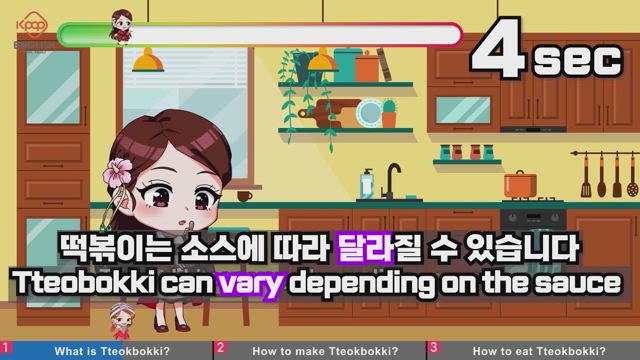 Kpop
ENGLISH
4 sec
떡볶이는 소스에 따라 달라질 수 있습니다
Tteobokki can vary depending on the sauce
1 What is Tteokbokki?
2 How to make Tteokbokki?
3 How to eat Tteokbokki?